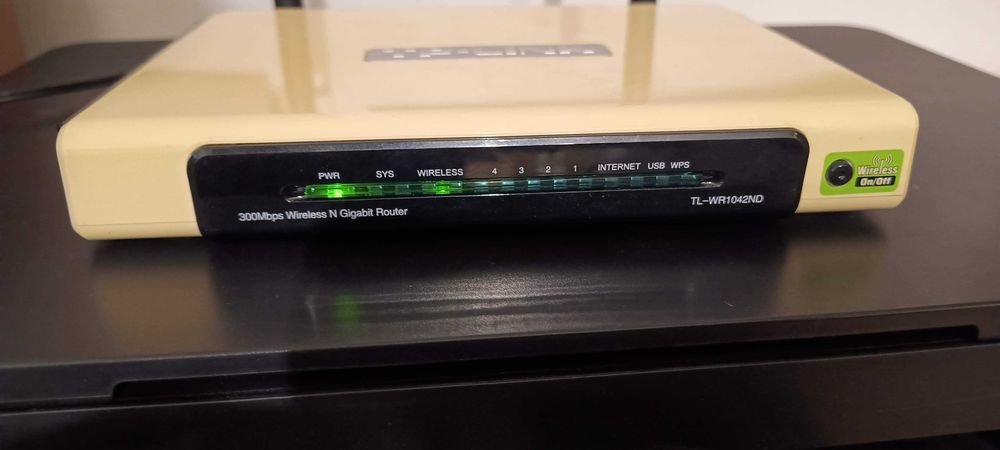 PWR SYS WIRELESS 4 3 2 1 INTERNET USB WPS
300Mbps Wireless N Gigabit Router
TL-WR1042ND
Wireless
On/Off